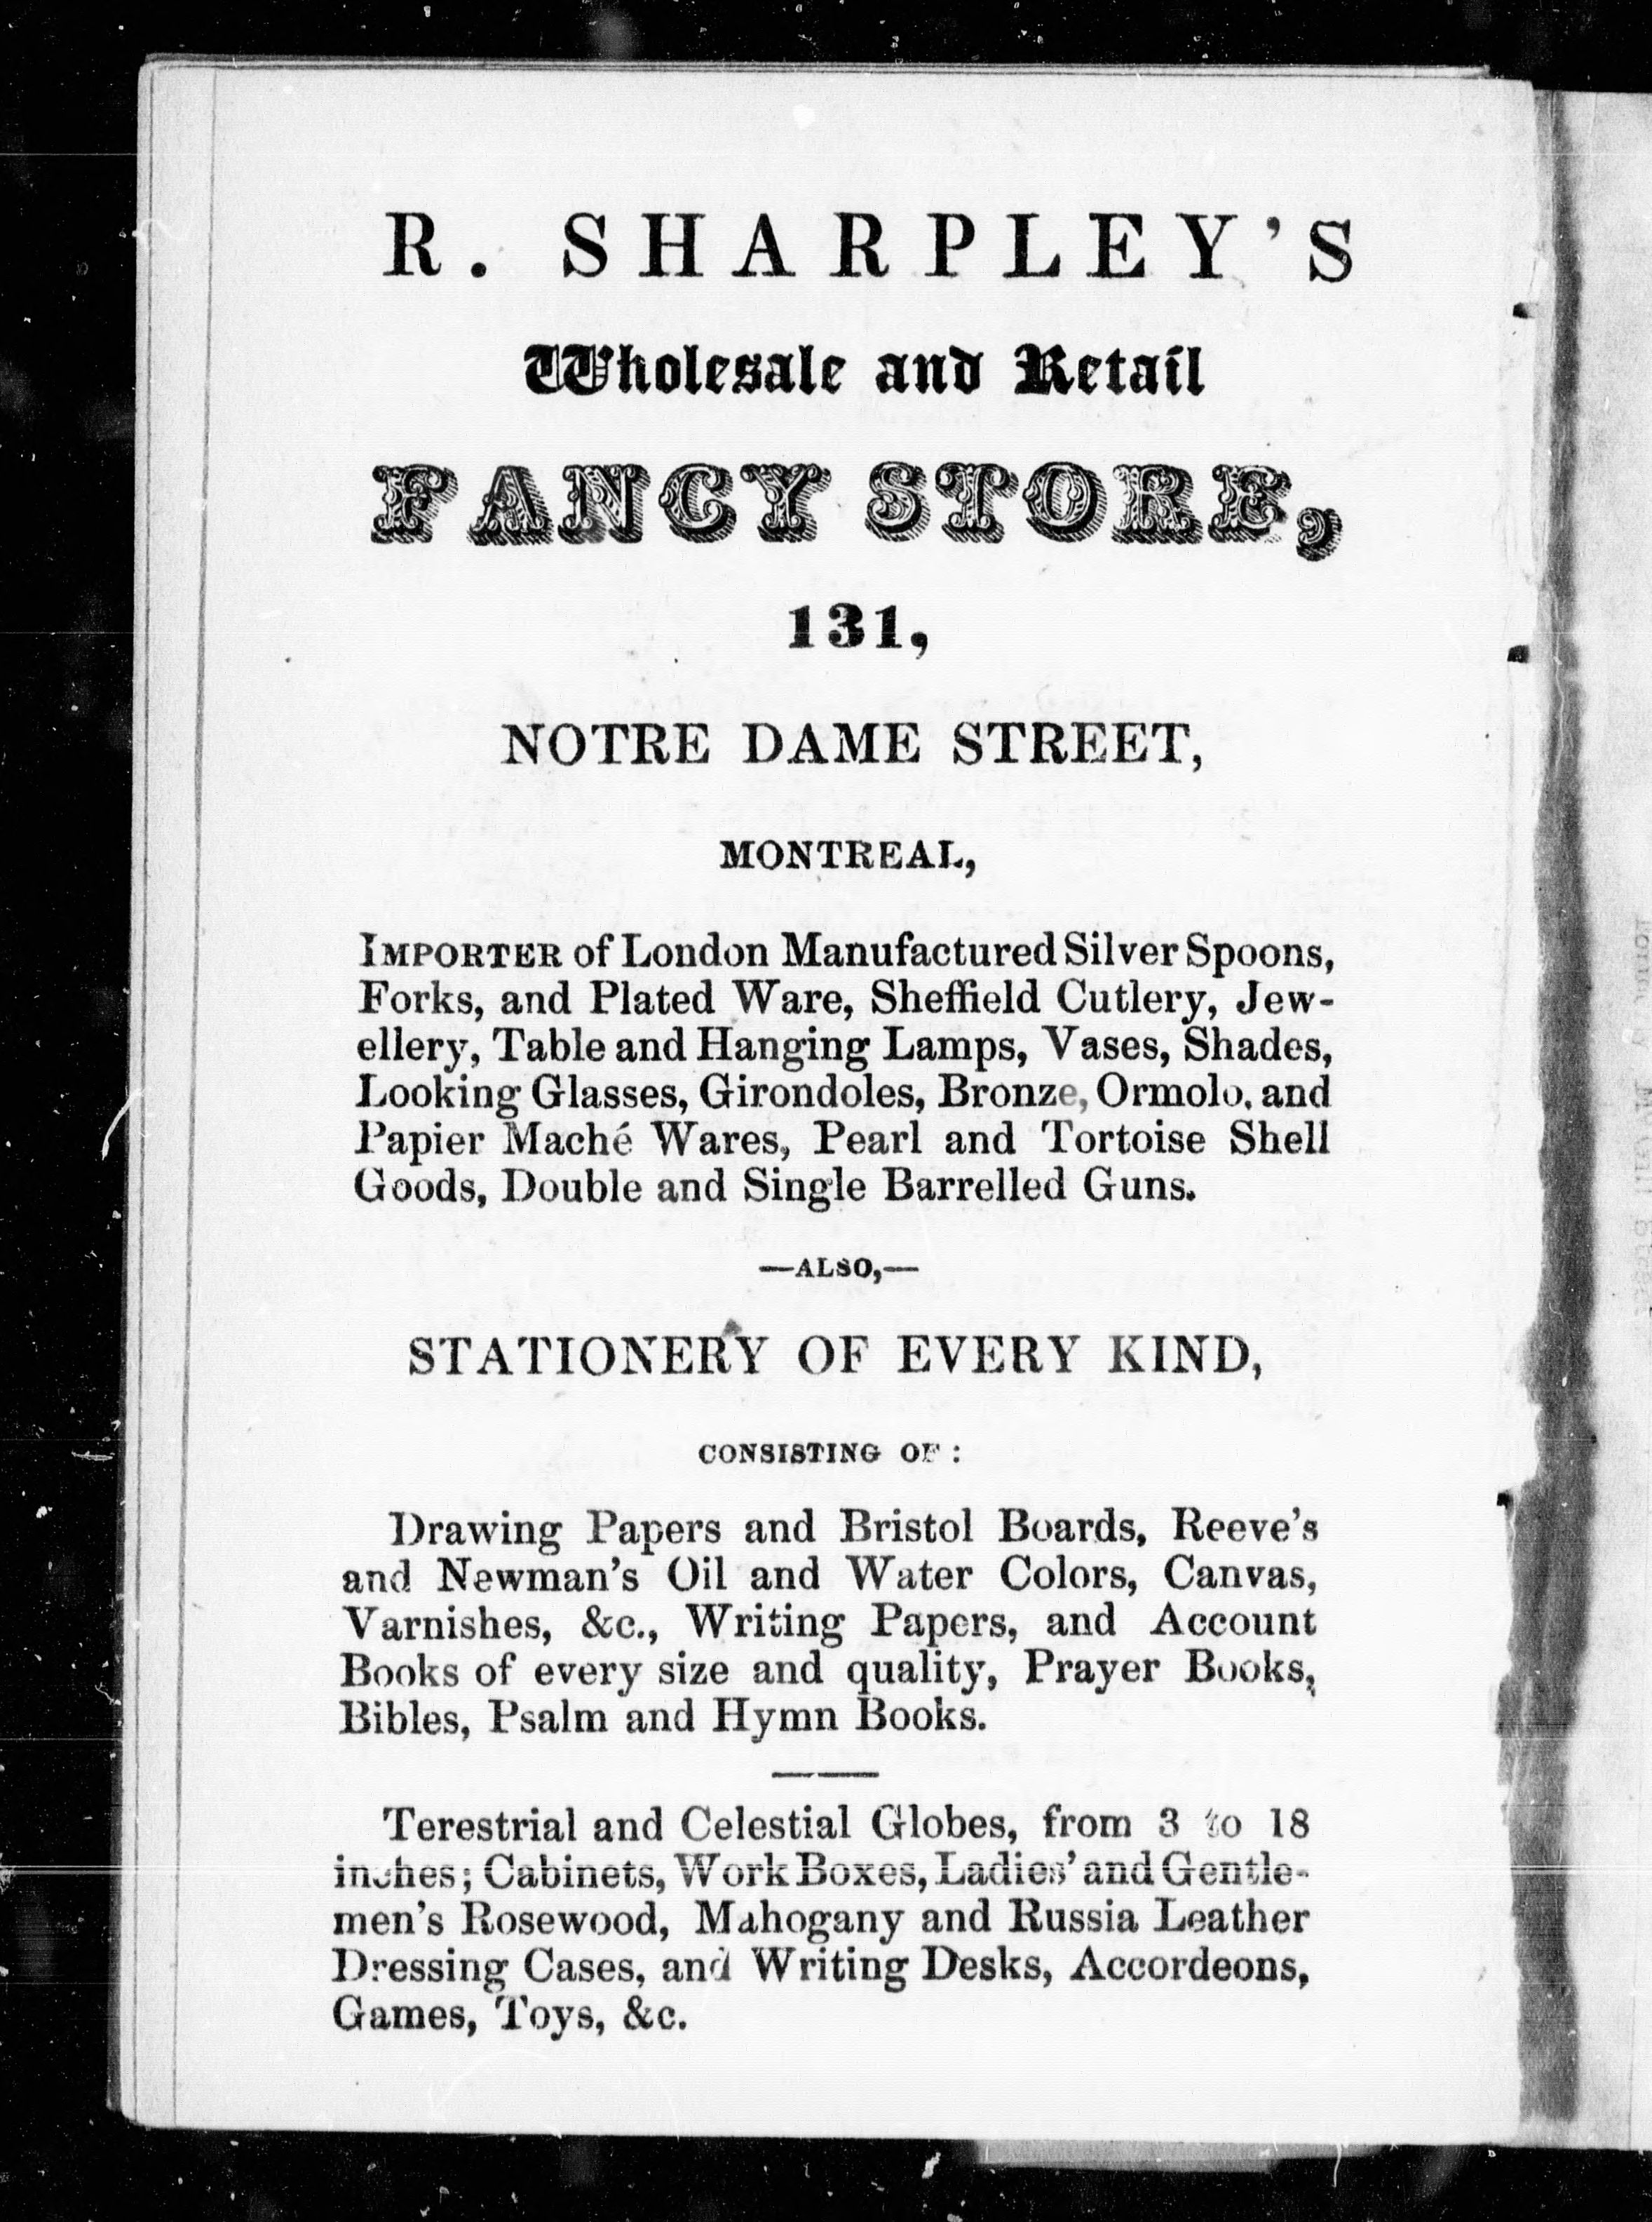 R. SHARPLEY'S
Wholesale and Retail
FANCY STORE,
131,
NOTRE DAME STREET,
MONTREAL,
IMPORTER of London Manufactured Silver Spoons,
Forks, and Plated Ware, Sheffield Cutlery, Jew-
ellery, Table and Hanging Lamps, Vases, Shades,
Looking Glasses, Girondoles, Bronze, Ormolo, and
Papier Maché Wares, Pearl and Tortoise Shell
Goods, Double and Single Barrelled Guns.
—ALSO,—
STATIONERY OF EVERY KIND,
CONSISTING OF :
Drawing Papers and Bristol Boards, Reeve's
and Newman's Oil and Water Colors, Canvas,
Varnishes, &c., Writing Papers, and Account
Books of every size and quality, Prayer Books,
Bibles, Psalm and Hymn Books.
Terestrial and Celestial Globes, from 3 to 18
inches; Cabinets, Work Boxes, Ladies' and Gentle-
men's Rosewood, Mahogany and Russia Leather
Dressing Cases, and Writing Desks, Accordeons,
Games, Toys, &c.